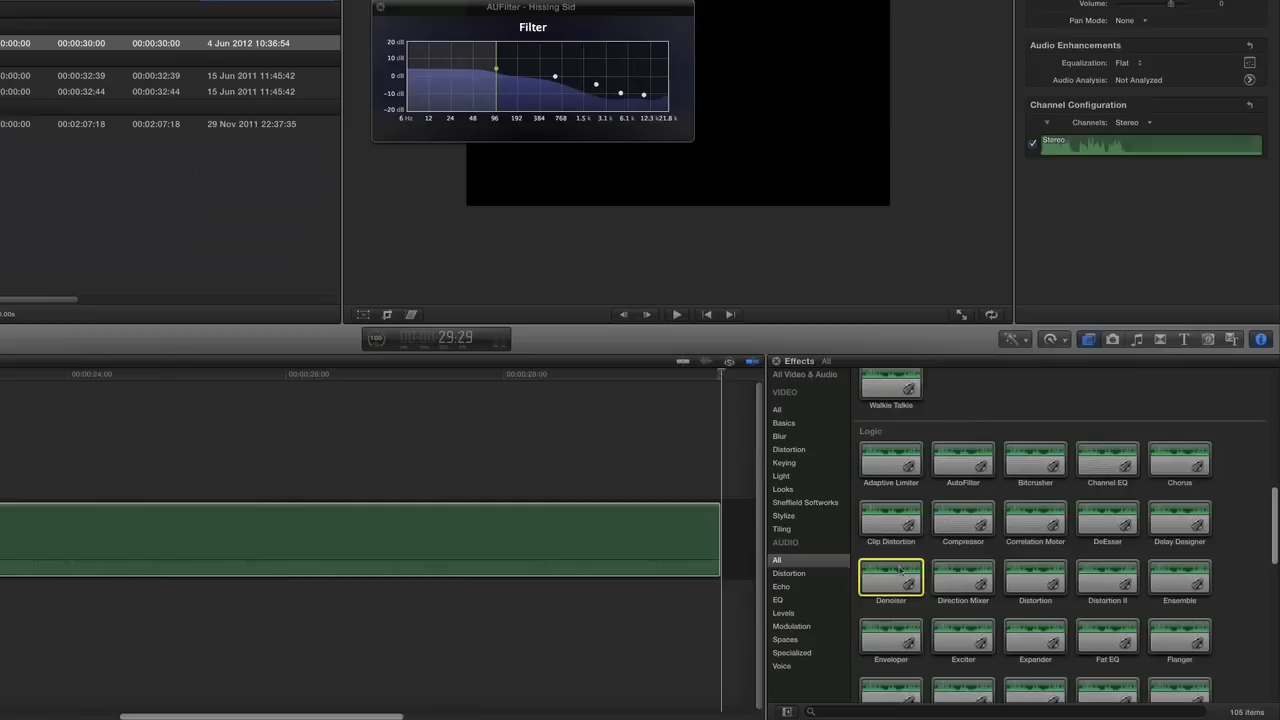 AUFilter - Hissing Sid
Volume: 0
Pan Mode: None
Filter
0:00:00 00:00:30:00 00:00:30:00 4 Jun 2012 10:36:54
20 dB
10 dB
0 dB
-10 dB
-20 dB
6 Hz 12 24 48 96 192 384 768 1.5 k 3.1 k 6.1 k 12.3 k 21.8 k
Audio Enhancements
Equalization: Flat
Audio Analysis: Not Analyzed
0:00:00 00:00:32:39 00:00:32:39 15 Jun 2011 11:45:42
0:00:00 00:00:32:44 00:00:32:44 15 Jun 2011 11:45:42
Channel Configuration
Channels: Stereo
Stereo
0:00:00 00:02:07:18 00:02:07:18 29 Nov 2011 22:37:35
0.00s
100 29:29
00:00:24:00 00:00:26:00 00:00:28:00
Effects All
All Video & Audio
VIDEO
All
Basics
Blur
Distortion
Keying
Light
Looks
Sheffield Softworks
Stylize
Tiling
AUDIO
All
Distortion
Echo
EQ
Levels
Modulation
Spaces
Specialized
Voice
Walkie Talkie
Logic
Adaptive Limiter AutoFilter Bitcrusher Channel EQ Chorus
Clip Distortion Compressor Correlation Meter DeEsser Delay Designer
Denoiser Direction Mixer Distortion Distortion II Ensemble
Enveloper Exciter Expander Fat EQ Flanger
105 items